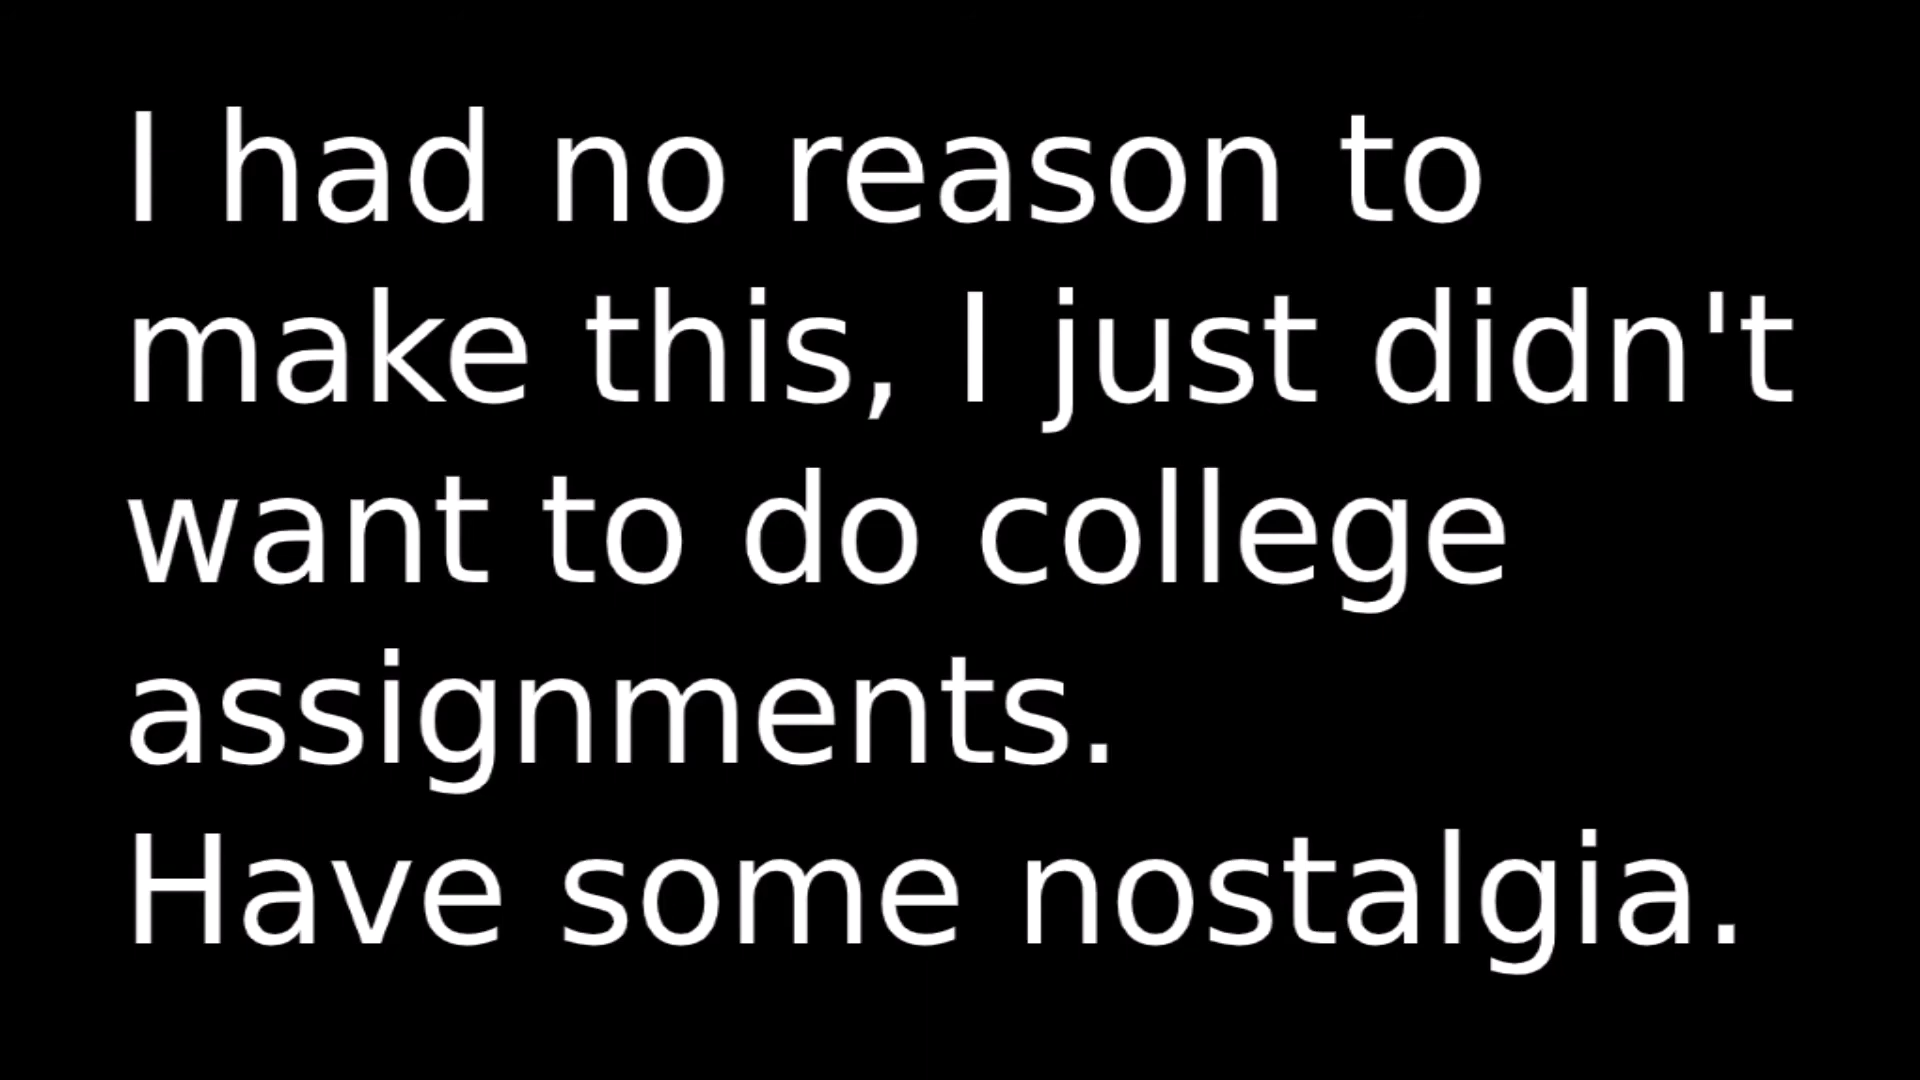 I had no reason to
make this, I just didn't
want to do college
assignments.
Have some nostalgia.